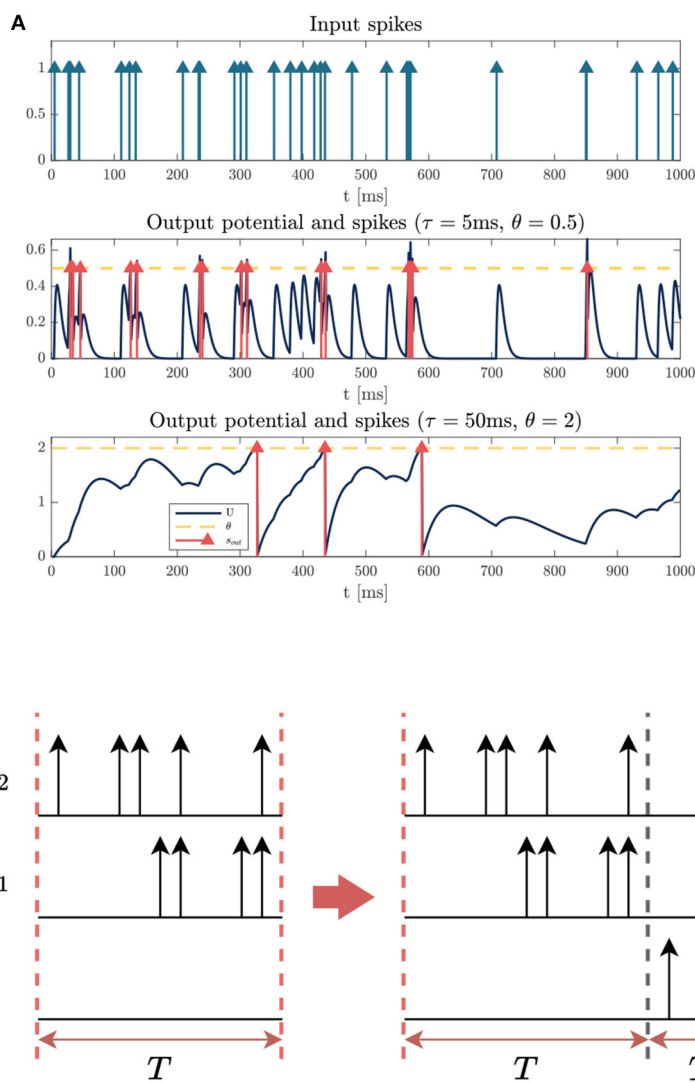 A
Input spikes
1
0.5
0
0 100 200 300 400 500 600 700 800 900 1000
t [ms]
Output potential and spikes (τ = 5ms, θ = 0.5)
0.6
0.4
0.2
0
0 100 200 300 400 500 600 700 800 900 1000
t [ms]
Output potential and spikes (τ = 50ms, θ = 2)
2
1
0
U
θ
s_out
0 100 200 300 400 500 600 700 800 900 1000
t [ms]
2
1
T T